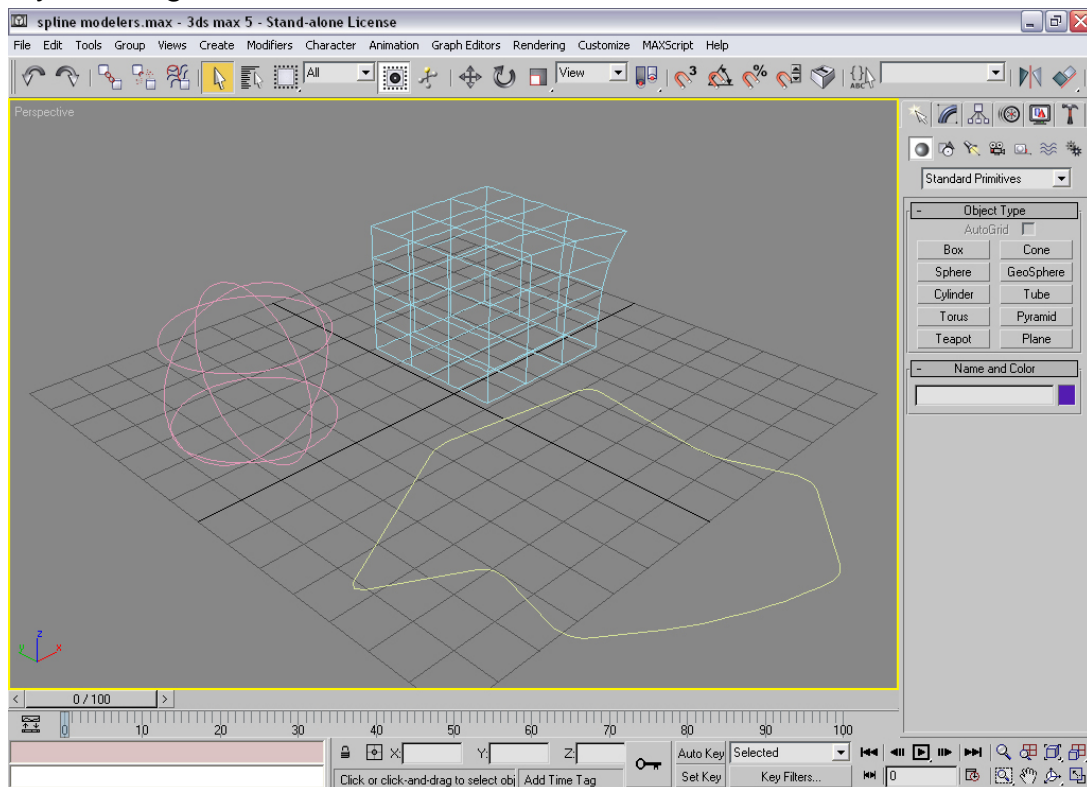 spline modelers.max - 3ds max 5 - Stand-alone License
File Edit Tools Group Views Create Modifiers Character Animation Graph Editors Rendering Customize MAXScript Help
All
View
3
%
ABC
Perspective
Standard Primitives
- Object Type
AutoGrid
Box Cone
Sphere GeoSphere
Cylinder Tube
Torus Pyramid
Teapot Plane
- Name and Color
z
y x
< 0 / 100 >
0 10 20 30 40 50 60 70 80 90 100
X: Y: Z:
Auto Key Selected
Click or click-and-drag to select obj Add Time Tag
Set Key Key Filters...
0